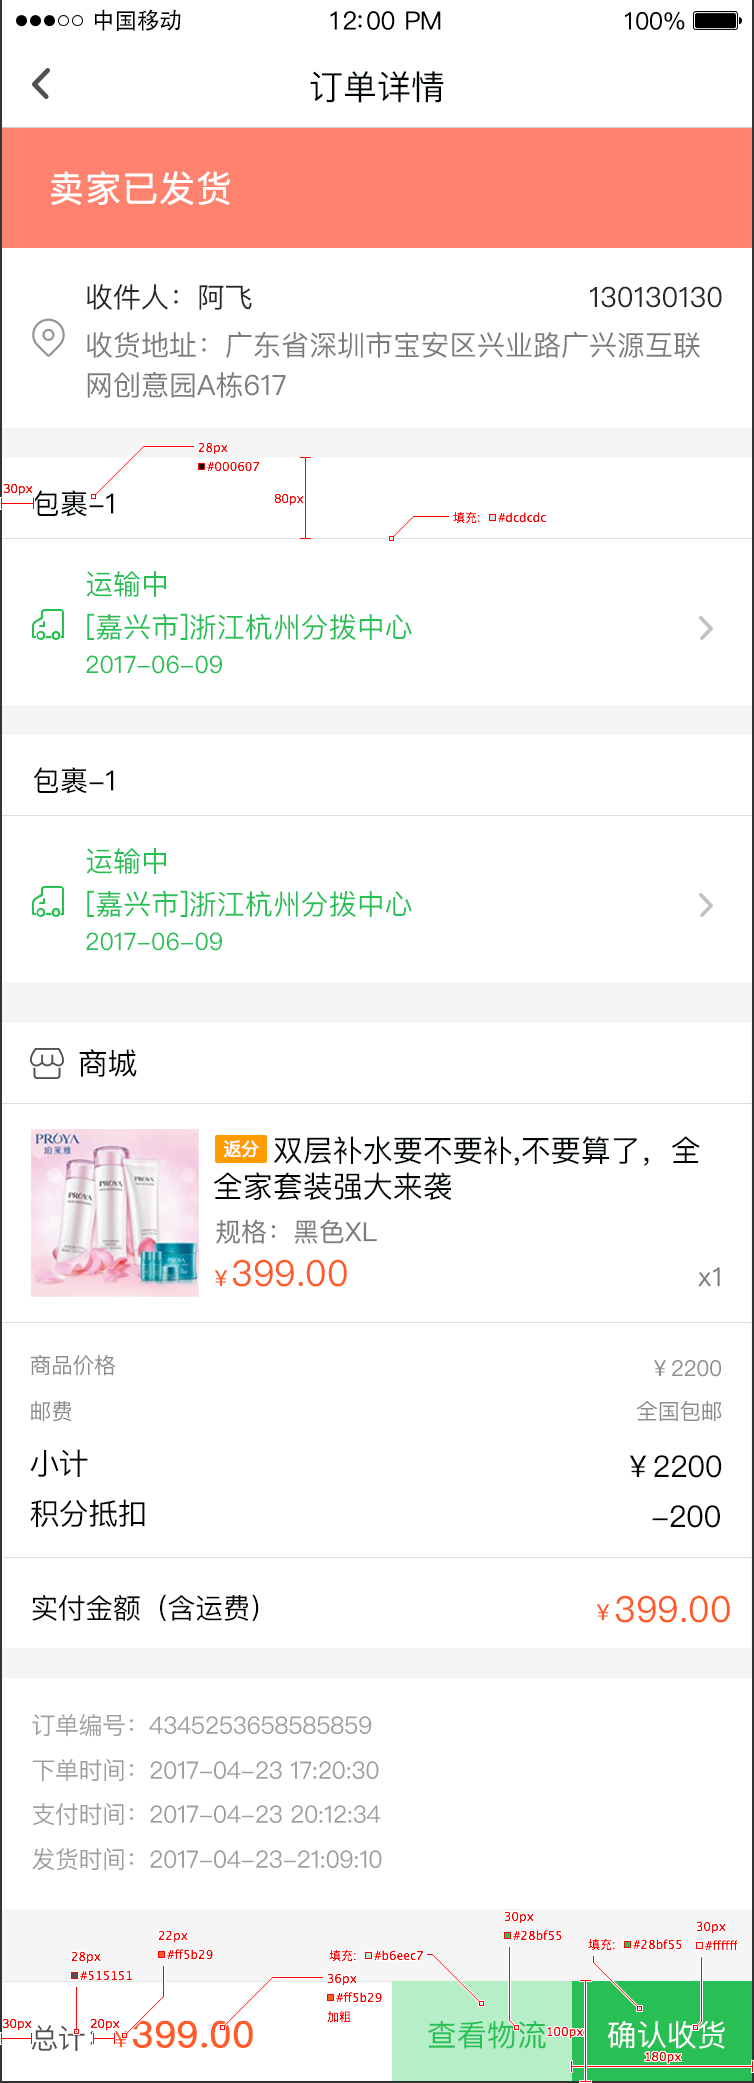 中国移动 12:00 PM 100%
订单详情
卖家已发货
收件人：阿飞 130130130
收货地址：广东省深圳市宝安区兴业路广兴源互联
网创意园A栋617
28px
#000607
30px
包裹-1
80px
填充: #dcdcdc
运输中
[嘉兴市]浙江杭州分拨中心
2017-06-09
包裹-1
运输中
[嘉兴市]浙江杭州分拨中心
2017-06-09
商城
PROYA
珀莱雅
返分 双层补水要不要补,不要算了，全
全家套装强大来袭
规格：黑色XL
¥399.00 x1
商品价格 ¥2200
邮费 全国包邮
小计 ¥2200
积分抵扣 -200
实付金额（含运费） ¥399.00
订单编号：4345253658585859
下单时间：2017-04-23 17:20:30
支付时间：2017-04-23 20:12:34
发货时间：2017-04-23-21:09:10
28px
#515151
22px
#ff5b29
填充: #b6eec7
36px
#ff5b29
加粗
30px
#28bf55
填充: #28bf55
30px
#ffffff
30px
总计：
20px
¥399.00
查看物流
100px
确认收货
180px